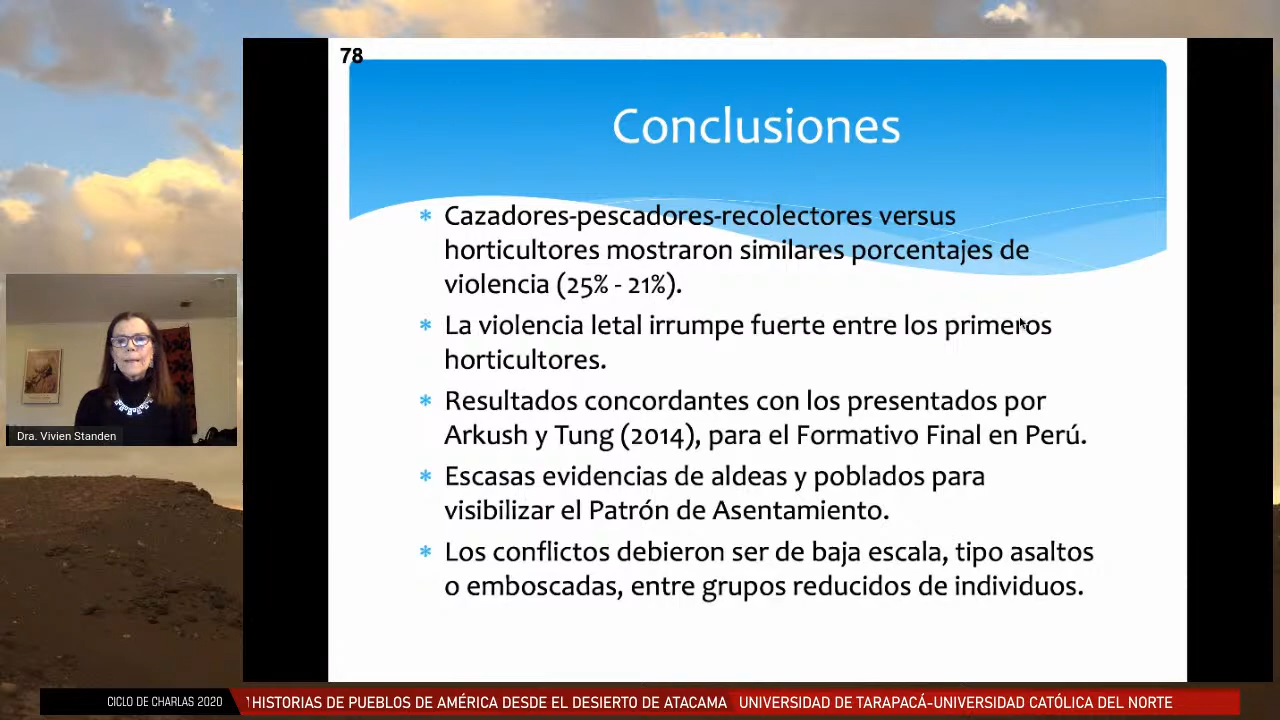 78
Conclusiones
* Cazadores-pescadores-recolectores versus
horticultores mostraron similares porcentajes de
violencia (25% - 21%).
* La violencia letal irrumpe fuerte entre los primeros
horticultores.
* Resultados concordantes con los presentados por
Arkush y Tung (2014), para el Formativo Final en Perú.
* Escasas evidencias de aldeas y poblados para
visibilizar el Patrón de Asentamiento.
* Los conflictos debieron ser de baja escala, tipo asaltos
o emboscadas, entre grupos reducidos de individuos.
Dra. Vivien Standen
CICLO DE CHARLAS 2020
HISTORIAS DE PUEBLOS DE AMÉRICA DESDE EL DESIERTO DE ATACAMA UNIVERSIDAD DE TARAPACÁ-UNIVERSIDAD CATÓLICA DEL NORTE